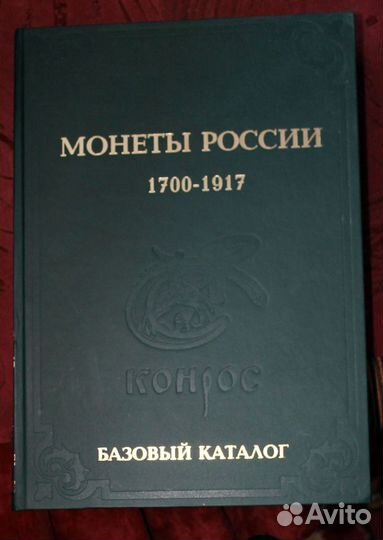 МОНЕТЫ РОССИИ
1700-1917
КОНРОС
БАЗОВЫЙ КАТАЛОГ
Avito